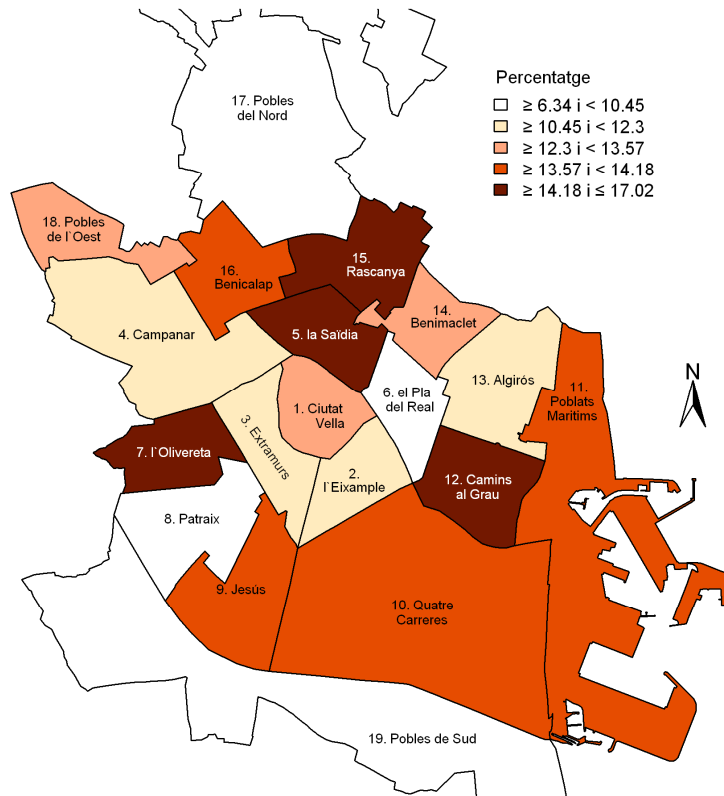 17. Pobles
del Nord
Percentatge
≥ 6.34 i < 10.45
≥ 10.45 i < 12.3
≥ 12.3 i < 13.57
≥ 13.57 i < 14.18
≥ 14.18 i ≤ 17.02
18. Pobles
de l`Oest
16.
Benicalap
15.
Rascanya
14.
Benimaclet
4. Campanar
5. la Saïdia
13. Algirós
11.
Poblats
Maritims
N
6. el Pla
del Real
1. Ciutat
Vella
3. Extramurs
7. l`Olivereta
2.
l`Eixample
12. Camins
al Grau
8. Patraix
9. Jesús
10. Quatre
Carreres
19. Pobles de Sud